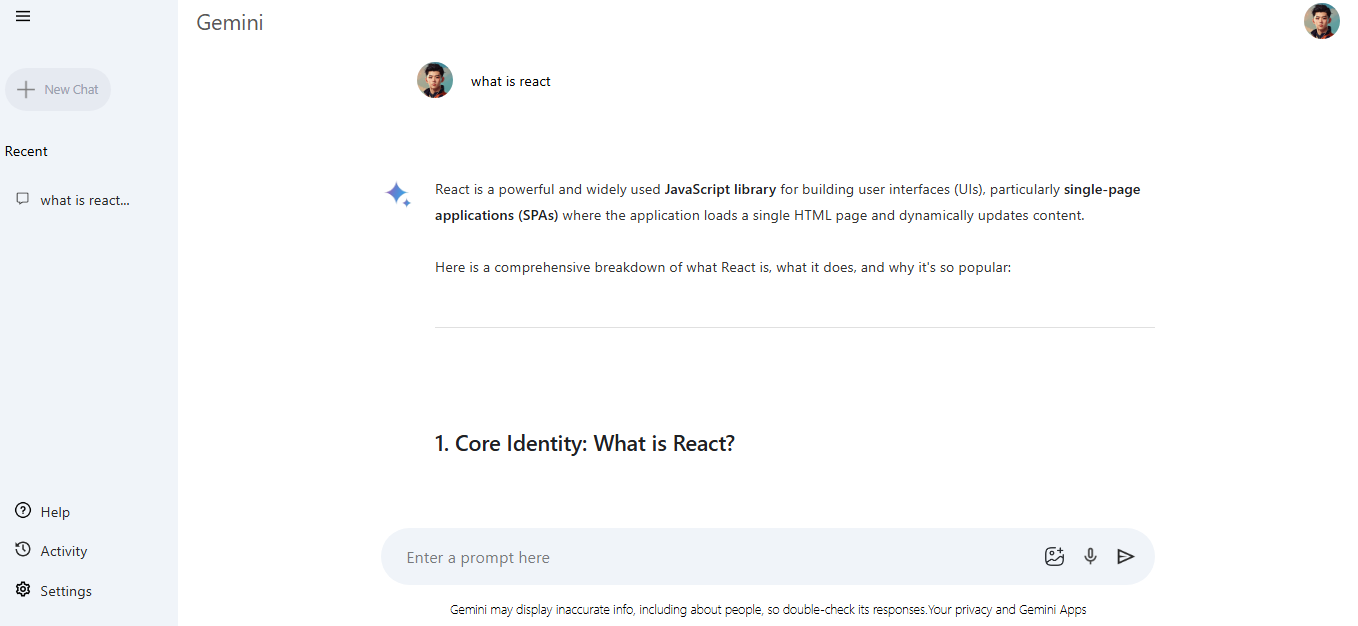 Gemini
New Chat
Recent
what is react...
Help
Activity
Settings
what is react
React is a powerful and widely used JavaScript library for building user interfaces (UIs), particularly single-page
applications (SPAs) where the application loads a single HTML page and dynamically updates content.
Here is a comprehensive breakdown of what React is, what it does, and why it's so popular:
1. Core Identity: What is React?
Enter a prompt here
Gemini may display inaccurate info, including about people, so double-check its responses.Your privacy and Gemini Apps